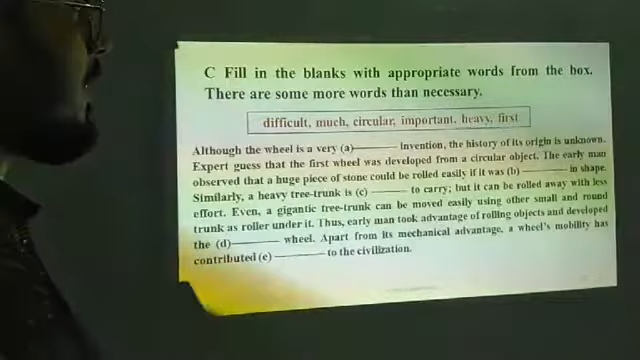 C Fill in the blanks with appropriate words from the box.
There are some more words than necessary.
difficult, much, circular, important, heavy, first
Although the wheel is a very (a)——— invention, the history of its origin is unknown.
Expert guess that the first wheel was developed from a circular object. The early man
observed that a huge piece of stone could be rolled easily if it was (b) ——— in shape.
Similarly, a heavy tree-trunk is (c) ——— to carry; but it can be rolled away with less
effort. Even, a gigantic tree-trunk can be moved easily using other small and round
trunk as roller under it. Thus, early man took advantage of rolling objects and developed
the (d)——— wheel. Apart from its mechanical advantage, a wheel's mobility has
contributed (e) ——— to the civilization.